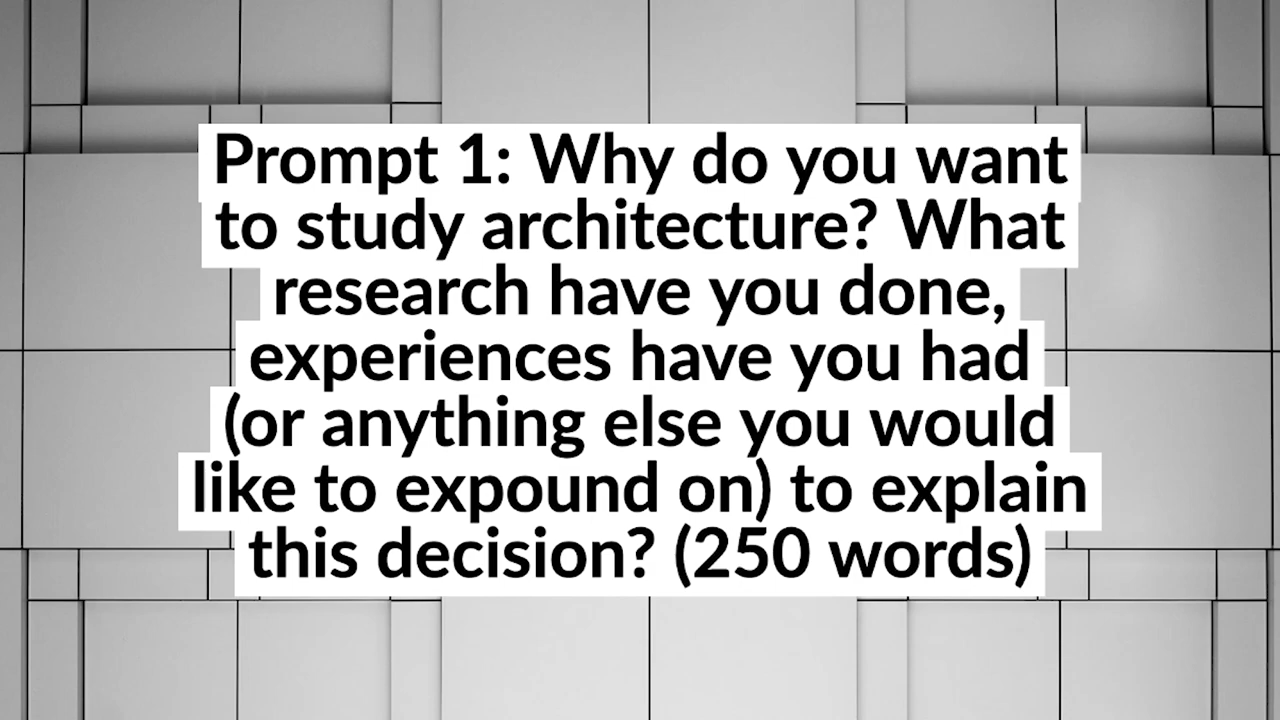 Prompt 1: Why do you want
to study architecture? What
research have you done,
experiences have you had
(or anything else you would
like to expound on) to explain
this decision? (250 words)